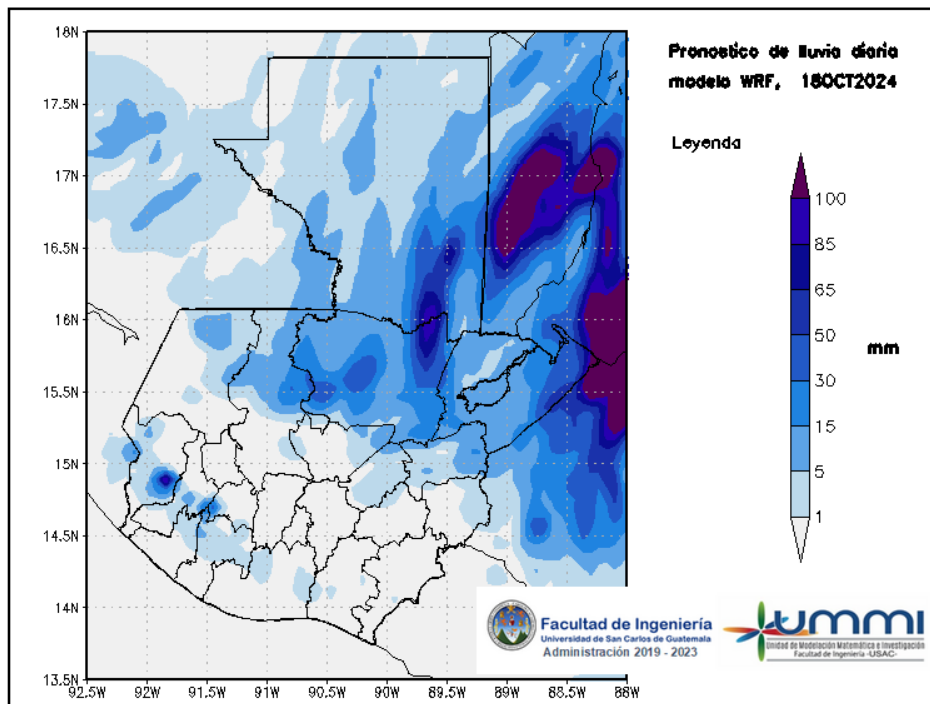 Pronostico de lluvia diaria
modelo WRF, 18OCT2024
Leyenda
100
85
65
50
30
15
5
1
mm
18N
17.5N
17N
16.5N
16N
15.5N
15N
14.5N
14N
13.5N
92.5W
92W
91.5W
91W
90.5W
90W
89.5W
89W
88.5W
88W
Facultad de Ingeniería
Universidad de San Carlos de Guatemala
Administración 2019 - 2023
ummi
Unidad de Modelación Matemática e Investigación
Facultad de Ingeniería -USAC-